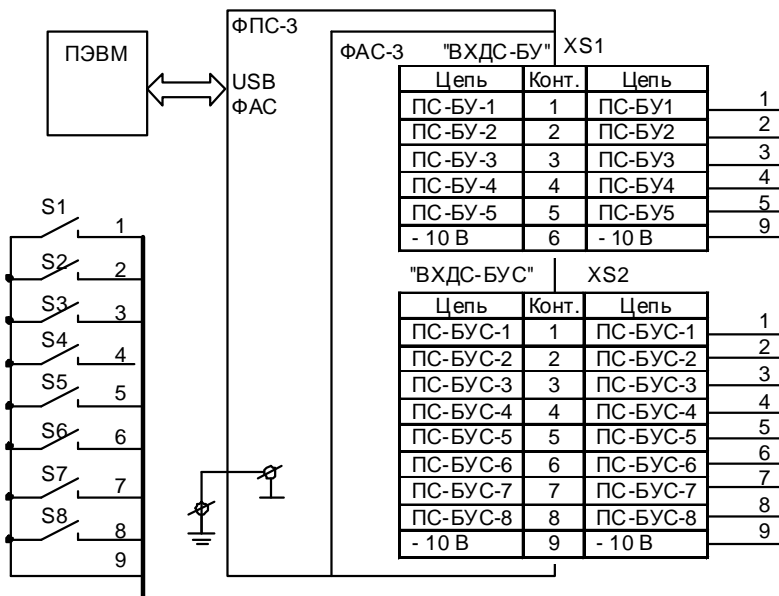 ПЭВМ
ФПС-3
USB
ФАС
ФАС-3 "ВХДС-БУ" XS1
Цепь Конт. Цепь
ПС-БУ-1 1 ПС-БУ1 1
ПС-БУ-2 2 ПС-БУ2 2
ПС-БУ-3 3 ПС-БУ3 3
ПС-БУ-4 4 ПС-БУ4 4
ПС-БУ-5 5 ПС-БУ5 5
- 10 В 6 - 10 В 9
"ВХДС-БУС" XS2
Цепь Конт. Цепь
ПС-БУС-1 1 ПС-БУС-1 1
ПС-БУС-2 2 ПС-БУС-2 2
ПС-БУС-3 3 ПС-БУС-3 3
ПС-БУС-4 4 ПС-БУС-4 4
ПС-БУС-5 5 ПС-БУС-5 5
ПС-БУС-6 6 ПС-БУС-6 6
ПС-БУС-7 7 ПС-БУС-7 7
ПС-БУС-8 8 ПС-БУС-8 8
- 10 В 9 - 10 В 9
S1 1
S2 2
S3 3
S4 4
S5 5
S6 6
S7 7
S8 8
9